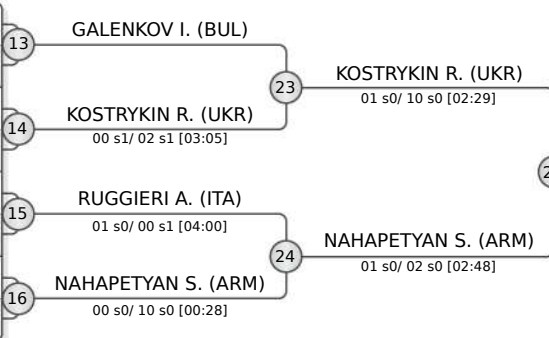 GALENKOV I. (BUL)
13
KOSTRYKIN R. (UKR)
23
01 s0/ 10 s0 [02:29]
KOSTRYKIN R. (UKR)
14
00 s1/ 02 s1 [03:05]
RUGGIERI A. (ITA)
15
01 s0/ 00 s1 [04:00]
NAHAPETYAN S. (ARM)
24
01 s0/ 02 s0 [02:48]
NAHAPETYAN S. (ARM)
16
00 s0/ 10 s0 [00:28]